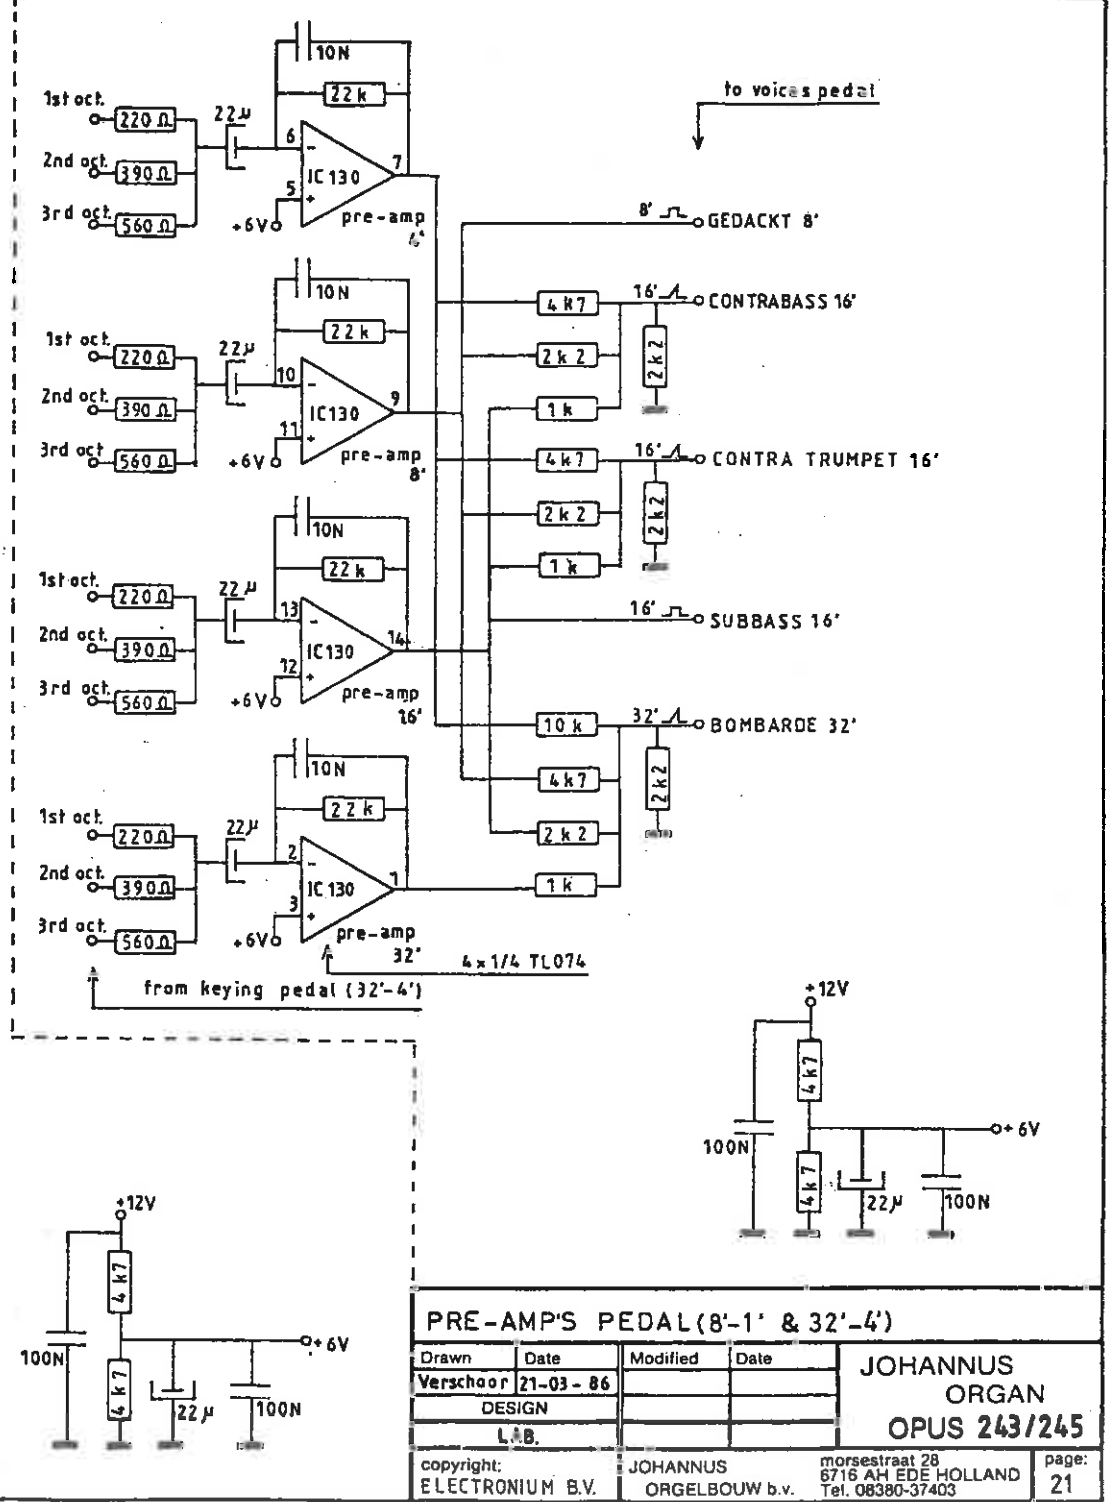 10N
22k
1st oct.
220Ω
22μ
2nd oct.
390Ω
3rd oct.
560Ω
6
-
7
IC130
5
+
+6V
pre-amp
to voices pedal
8'
GEDACKT 8'
10N
22k
1st oct.
220Ω
22μ
2nd oct.
390Ω
3rd oct
560Ω
10
-
9
IC130
11
+
+6V
pre-amp
8'
4k7
16'
CONTRABASS 16'
2k2
2k2
1k
4k7
16'
CONTRA TRUMPET 16'
2k2
2k2
1k
10N
22k
1st oct.
220Ω
22μ
2nd oct.
390Ω
3rd oct.
560Ω
13
-
14
IC130
12
+
+6V
pre-amp
16'
16'
SUBBASS 16'
10k
32'
BOMBARDE 32'
4k7
2k2
2k2
1k
10N
22k
1st oct.
220Ω
22μ
2nd oct.
390Ω
3rd oct.
560Ω
2
-
1
IC130
3
+
+6V
pre-amp
32'
4x1/4 TL074
from keying pedal (32'-4')
+12V
4k7
100N
+6V
4k7
22μ
100N
+12V
4k7
100N
+6V
4k7
22μ
100N
PRE-AMP'S PEDAL (8'-1' & 32'-4')
Drawn Date Modified Date
Verschoor 21-03-86
DESIGN
LAB.
JOHANNUS
ORGAN
OPUS 243/245
copyright:
ELECTRONIUM B.V.
JOHANNUS
ORGELBOUW b.v.
morsestraat 28
6716 AH EDE HOLLAND
Tel. 08380-37403
page:
21